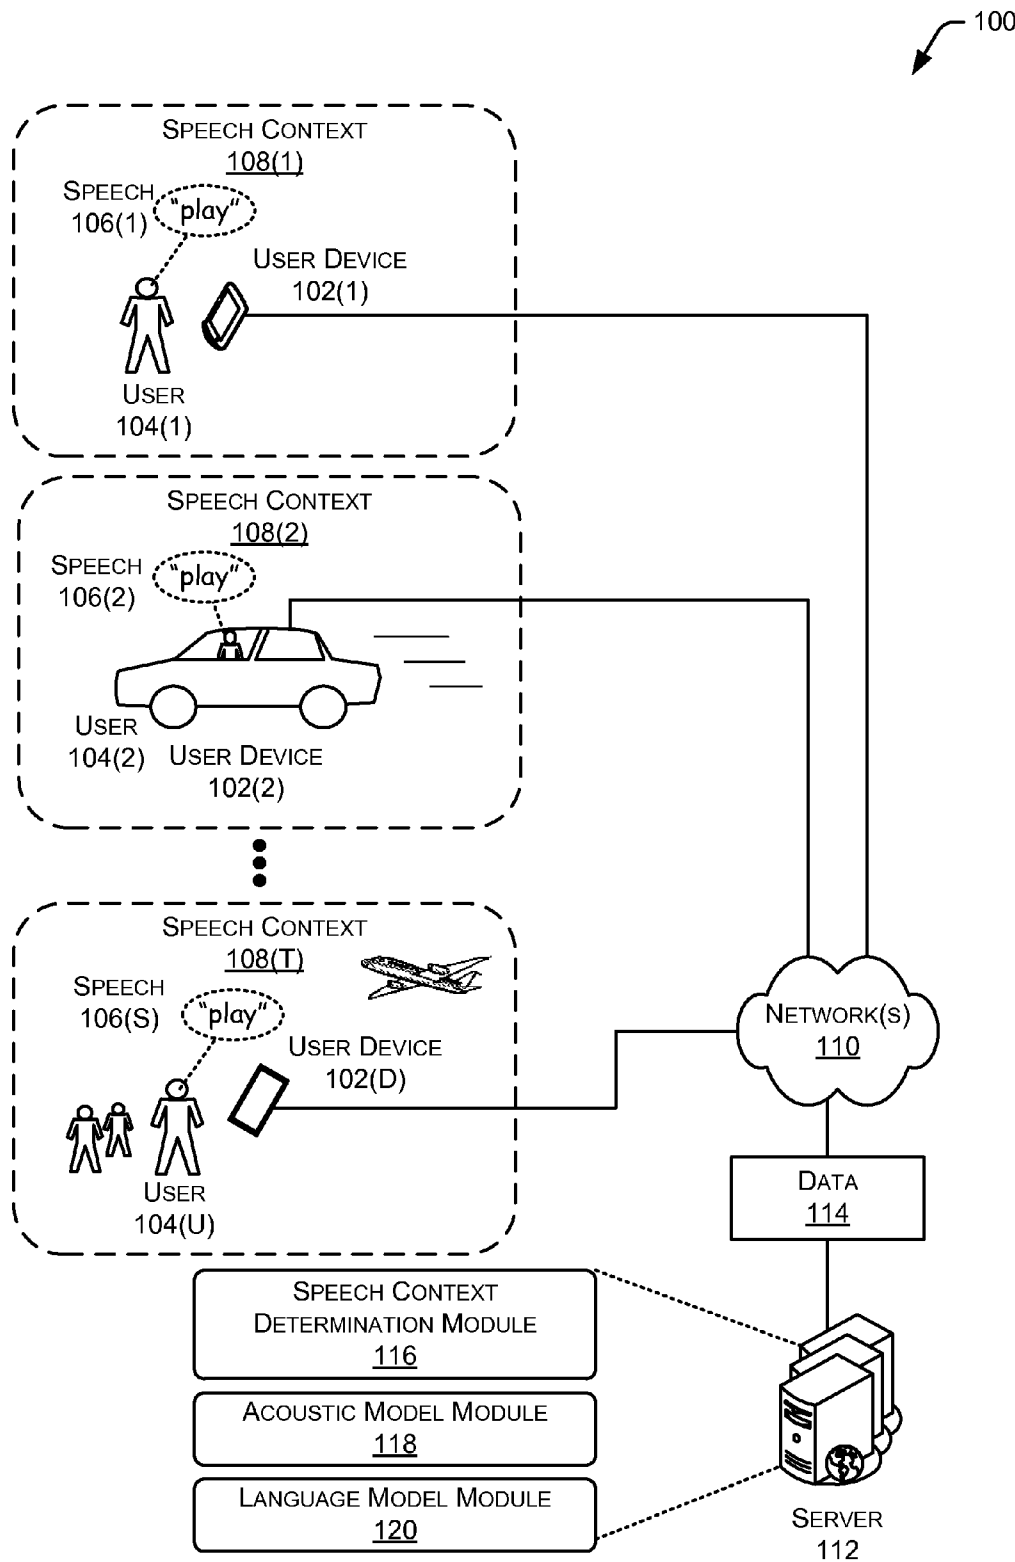 100
SPEECH CONTEXT
108(1)
SPEECH
106(1)
"play"
USER DEVICE
102(1)
USER
104(1)
SPEECH CONTEXT
108(2)
SPEECH
106(2)
"play"
USER
104(2)
USER DEVICE
102(2)
SPEECH CONTEXT
108(T)
SPEECH
106(S)
"play"
USER DEVICE
102(D)
USER
104(U)
NETWORK(S)
110
DATA
114
SPEECH CONTEXT
DETERMINATION MODULE
116
ACOUSTIC MODEL MODULE
118
LANGUAGE MODEL MODULE
120
SERVER
112